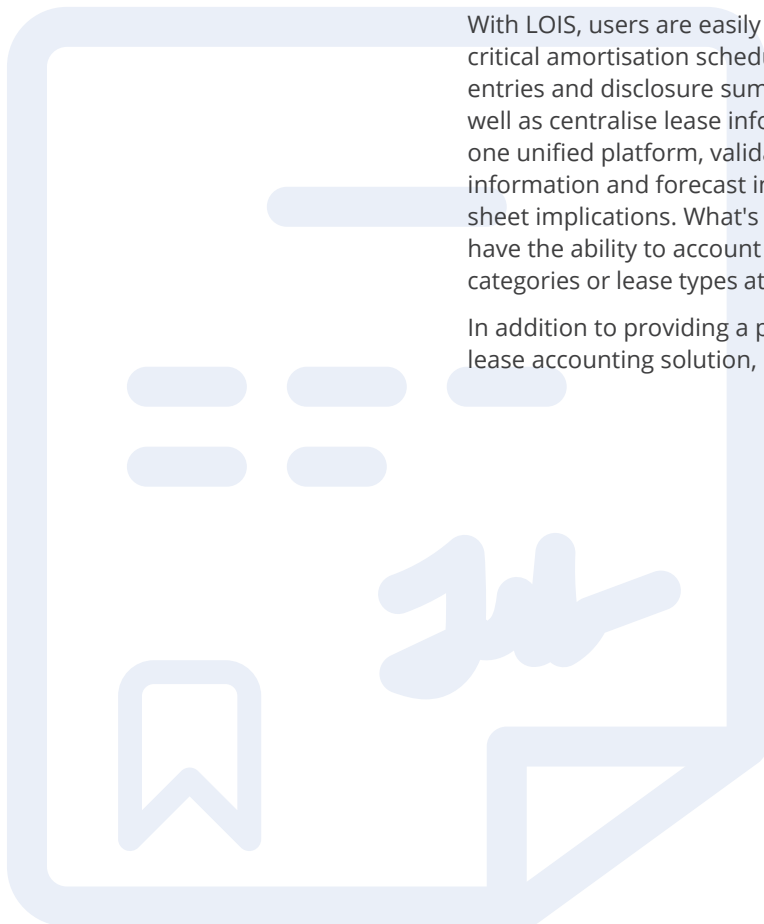 With LOIS, users are easily
critical amortisation
entries and disclosure
well as centralise lease
one unified platform,
information and forecast
sheet implications. What's
have the ability to account
categories or lease types at
In addition to providing a
lease accounting solution,